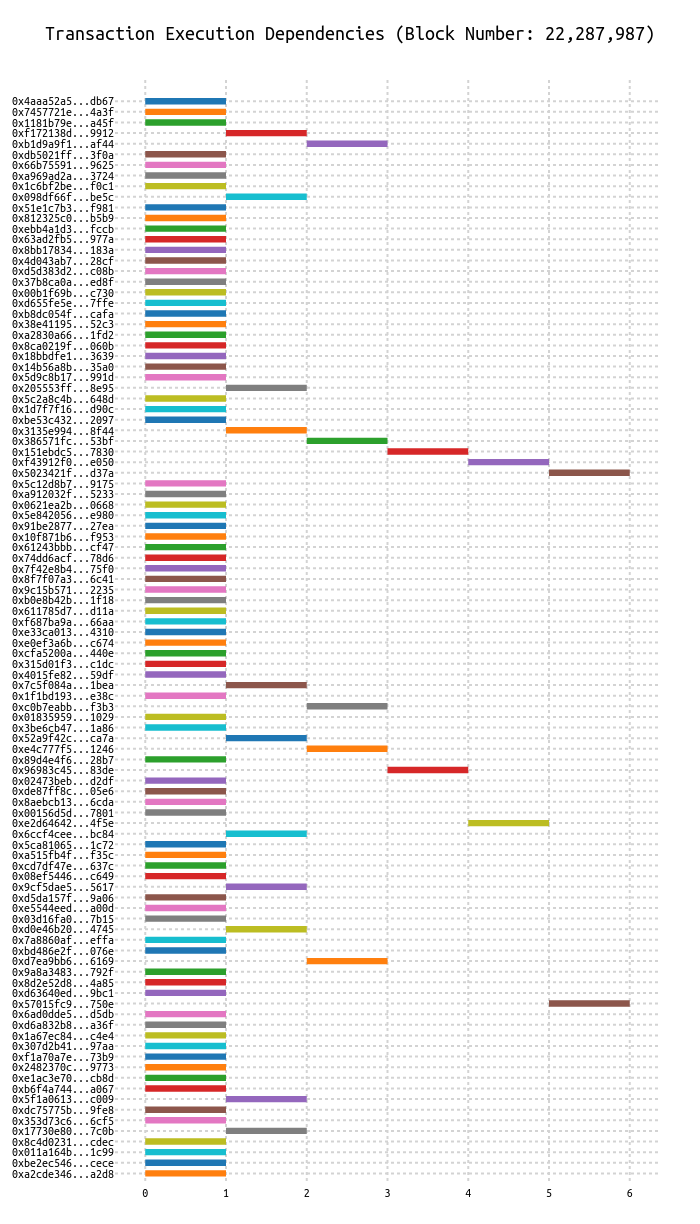 Transaction Execution Dependencies (Block Number: 22,287,987)
0x4aaa52a5...db67
0x7457721e...4a3f
0x1181b79e...a45f
0xf172138d...9912
0xb1d9a9f1...af44
0xdb5021ff...3f0a
0x66b75591...9625
0xa969ad2a...3724
0x1c6bf2be...f0c1
0x098df66f...be5c
0x51e1c7b3...f981
0x812325c0...b5b9
0xebb4a1d3...fccb
0x63ad2fb5...977a
0x8bb17834...183a
0x4d043ab7...28cf
0xd5d383d2...c08b
0x37b8ca0a...ed8f
0x00b1f69b...c730
0xd655fe5e...7ffe
0xb8dc054f...cafa
0x38e41195...52c3
0xa2830a66...1fd2
0x8ca0219f...060b
0x18bbdfe1...3639
0x14b56a8b...35a0
0x5d9c8b17...991d
0x205553ff...8e95
0x5c2a8c4b...648d
0x1d7f7f16...d90c
0xbe53c432...2097
0x3135e994...8f44
0x386571fc...53bf
0x151ebdc5...7830
0xf43912f0...e050
0x5023421f...d37a
0x5c12d8b7...9175
0xa912032f...5233
0x0621ea2b...0668
0x5e842056...e980
0x91be2877...27ea
0x10f871b6...f953
0x61243bbb...cf47
0x74dd6acf...78d6
0x7f42e8b4...75f0
0x8f7f07a3...6c41
0x9c15b571...2235
0xb0e8b42b...1f18
0x611785d7...d11a
0xf687ba9a...66aa
0xe33ca013...4310
0xe0ef3a6b...c674
0xcfa5200a...440e
0x315d01f3...c1dc
0x4015fe82...59df
0x7c5f084a...1bea
0x1f1bd193...e38c
0xc0b7eabb...f3b3
0x01835959...1029
0x3be6cb47...1a86
0x52a9f42c...ca7a
0xe4c777f5...1246
0x89d4e4f6...28b7
0x96983c45...83de
0x02473beb...d2df
0xde87ff8c...05e6
0x8aebcb13...6cda
0x00156d5d...7801
0xe2d64642...4f5e
0x6ccf4cee...bc84
0x5ca81065...1c72
0xa515fb4f...f35c
0xcd7df47e...637c
0x08ef5446...c649
0x9cf5dae5...5617
0xd5da157f...9a06
0xe5544eed...a00d
0x03d16fa0...7b15
0xd0e46b20...4745
0x7a8860af...effa
0xbd486e2f...076e
0xd7ea9bb6...6169
0x9a8a3483...792f
0x8d2e52d8...4a85
0xd63640ed...9bc1
0x57015fc9...750e
0x6ad0dde5...d5db
0xd6a832b8...a36f
0x1a67ec84...c4e4
0x307d2b41...97aa
0xf1a70a7e...73b9
0x2482370c...9773
0xe1ac3e70...cb8d
0xb6f4a744...a067
0x5f1a0613...c009
0xdc75775b...9fe8
0x353d73c6...6cf5
0x17730e80...7c0b
0x8c4d0231...cdec
0x011a164b...1c99
0xbe2ec546...cece
0xa2cde346...a2d8
0 1 2 3 4 5 6